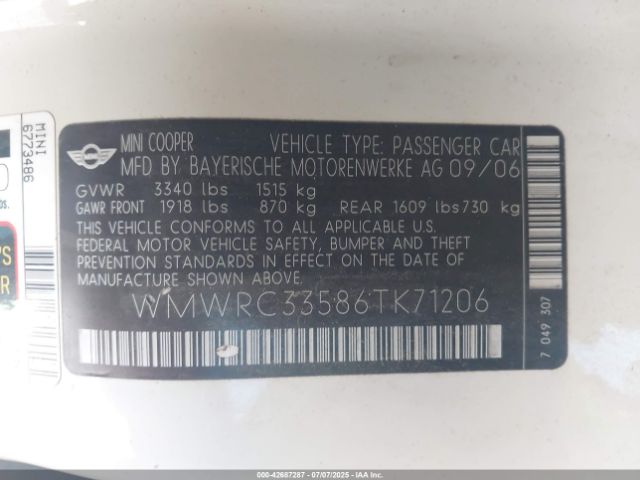 MINI COOPER VEHICLE TYPE: PASSENGER CAR
MFD BY BAYERISCHE MOTORENWERKE AG 09/06
GVWR 3340 lbs 1515 kg
GAWR FRONT 1918 lbs 870 kg REAR 1609 lbs730 kg
THIS VEHICLE CONFORMS TO ALL APPLICABLE U.S.
FEDERAL MOTOR VEHICLE SAFETY, BUMPER AND THEFT
PREVENTION STANDARDS IN EFFECT ON THE DATE OF
MANUFACTURE SHOWN ABOVE.
WMWRC33586TK71206
7 049 307
MINI
6773486
000-42687287 - 07/07/2025 - IAAI.com